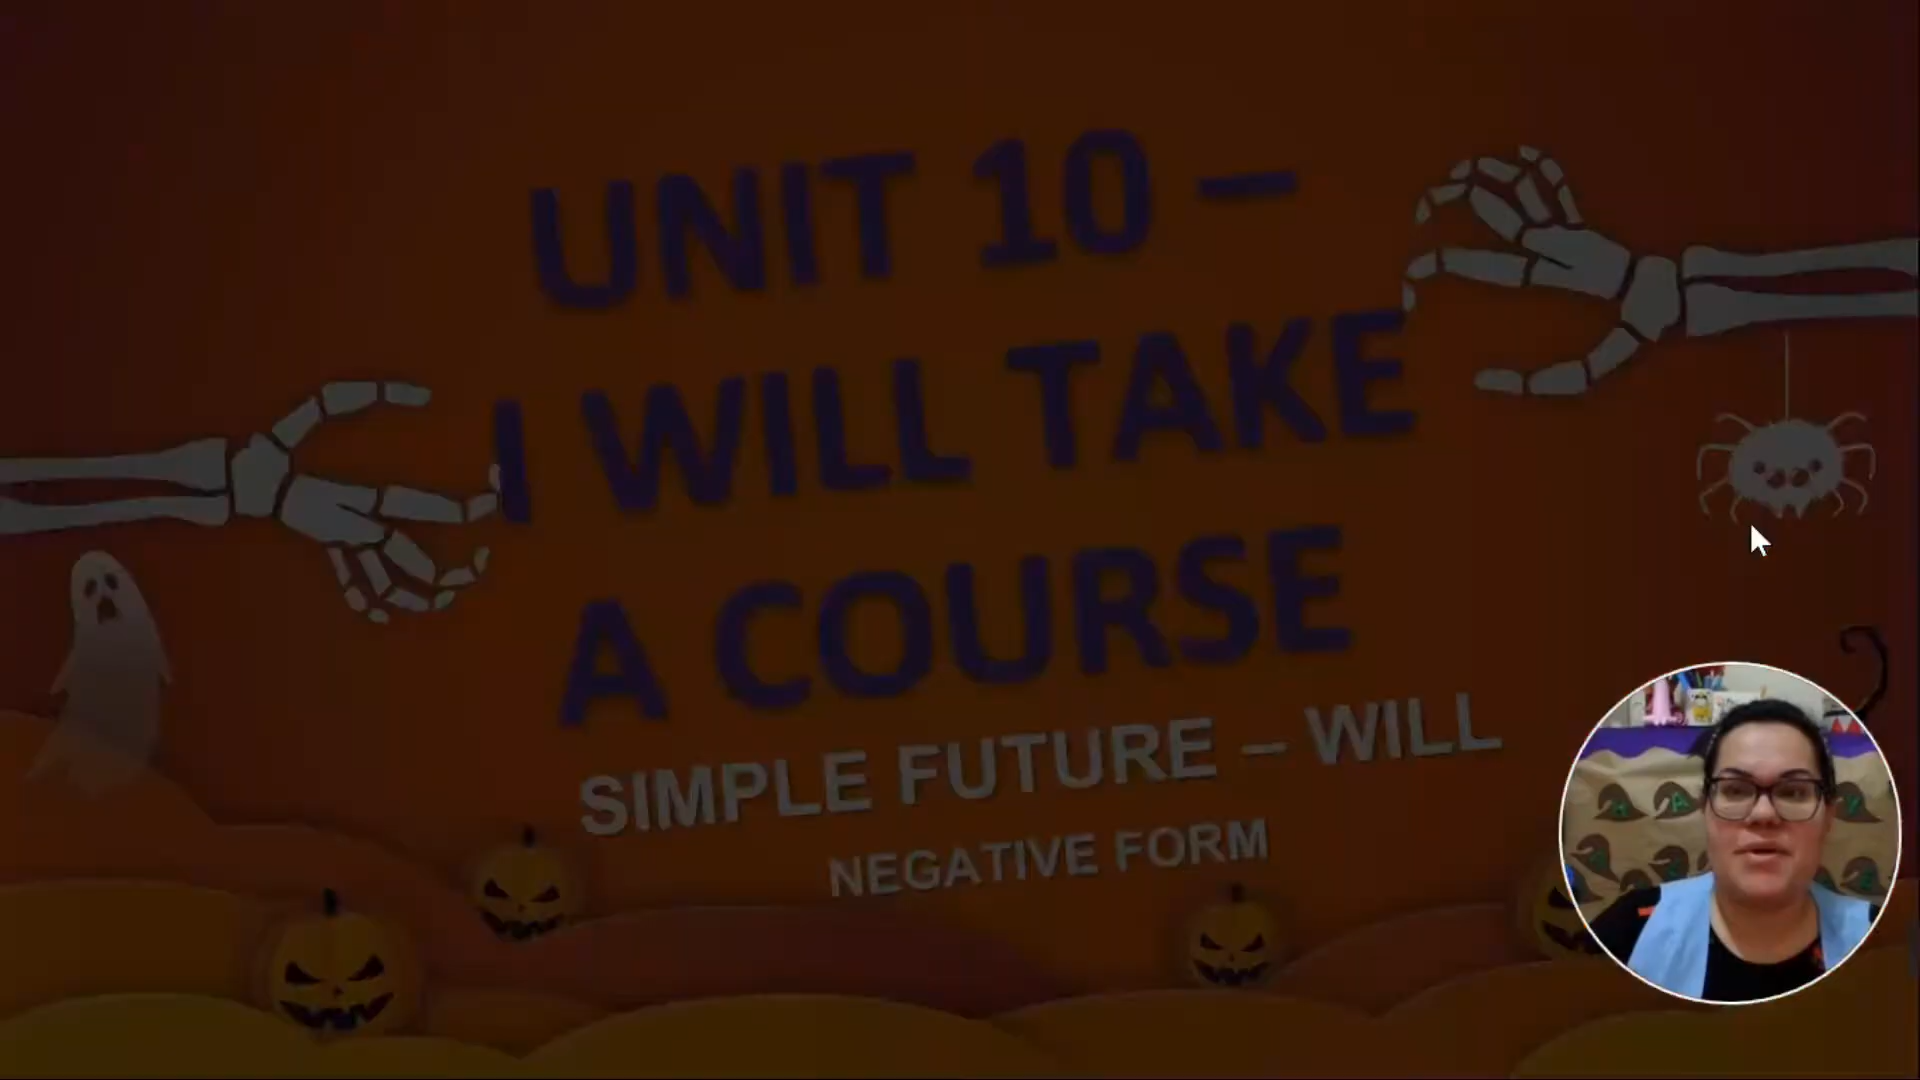 UNIT 10 –
I WILL TAKE
A COURSE
SIMPLE FUTURE – WILL
NEGATIVE FORM